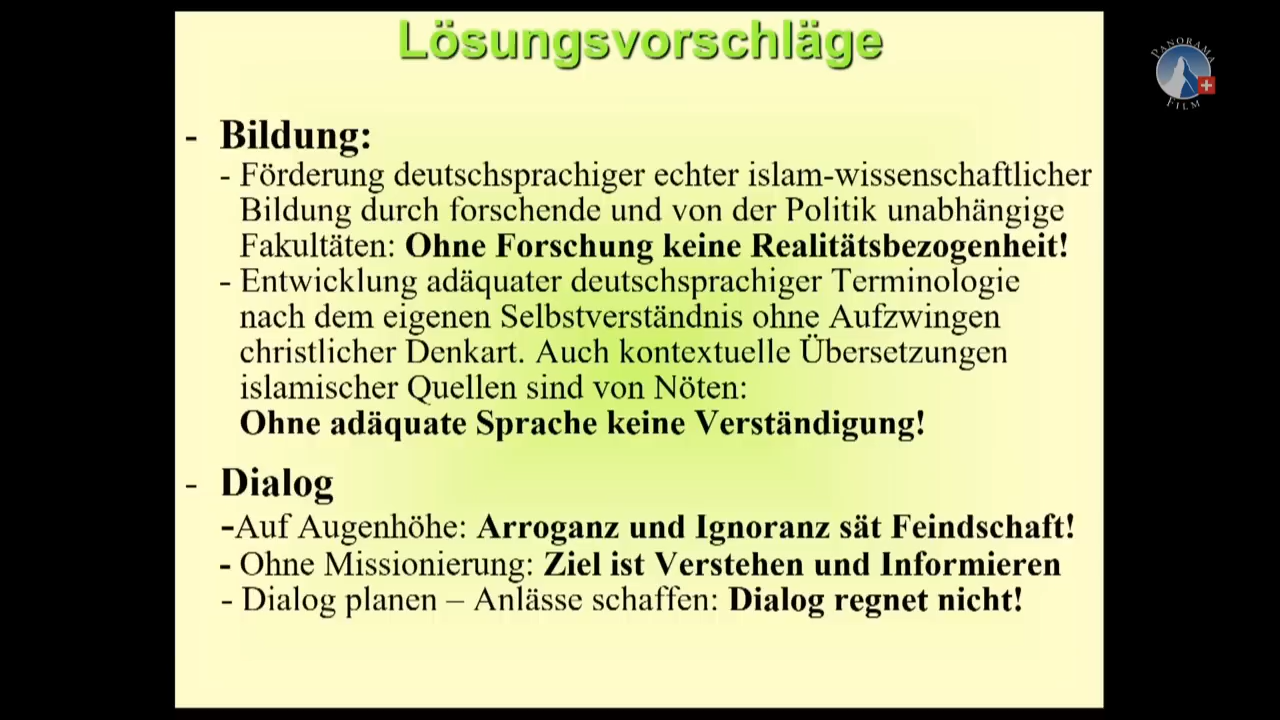 Lösungsvorschläge
PANORAMA
FILM
- Bildung:
- Förderung deutschsprachiger echter islam-wissenschaftlicher
Bildung durch forschende und von der Politik unabhängige
Fakultäten: Ohne Forschung keine Realitätsbezogenheit!
- Entwicklung adäquater deutschsprachiger Terminologie
nach dem eigenen Selbstverständnis ohne Aufzwingen
christlicher Denkart. Auch kontextuelle Übersetzungen
islamischer Quellen sind von Nöten:
Ohne adäquate Sprache keine Verständigung!
- Dialog
-Auf Augenhöhe: Arroganz und Ignoranz sät Feindschaft!
- Ohne Missionierung: Ziel ist Verstehen und Informieren
- Dialog planen – Anlässe schaffen: Dialog regnet nicht!